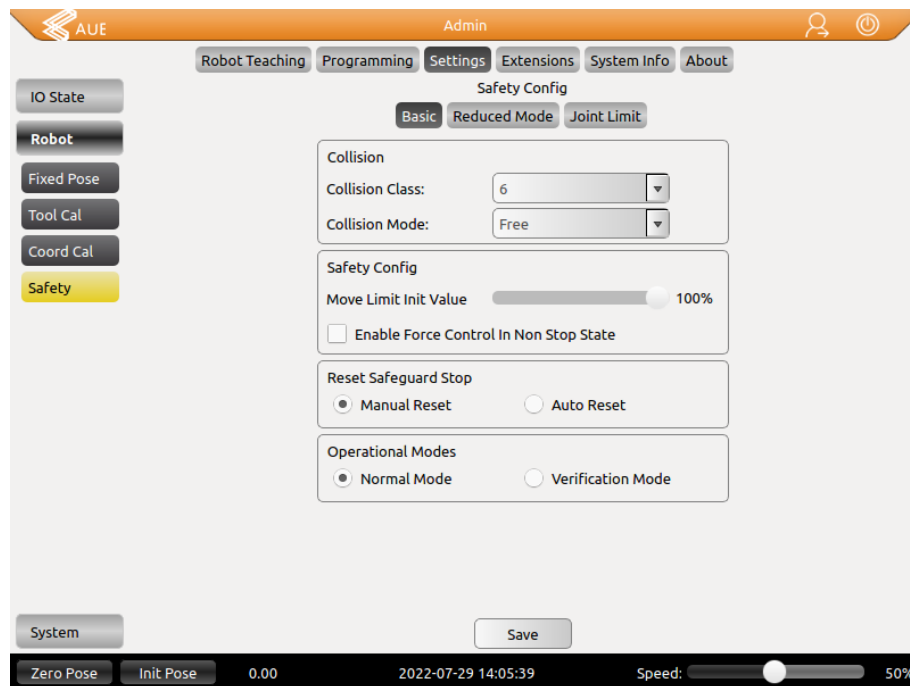 AUE
Admin
Robot Teaching Programming Settings Extensions System Info About
Safety Config
Basic Reduced Mode Joint Limit
IO State
Robot
Fixed Pose
Tool Cal
Coord Cal
Safety
Collision
Collision Class: 6
Collision Mode: Free
Safety Config
Move Limit Init Value 100%
Enable Force Control In Non Stop State
Reset Safeguard Stop
Manual Reset Auto Reset
Operational Modes
Normal Mode Verification Mode
System
Save
Zero Pose Init Pose 0.00 2022-07-29 14:05:39 Speed: 50%